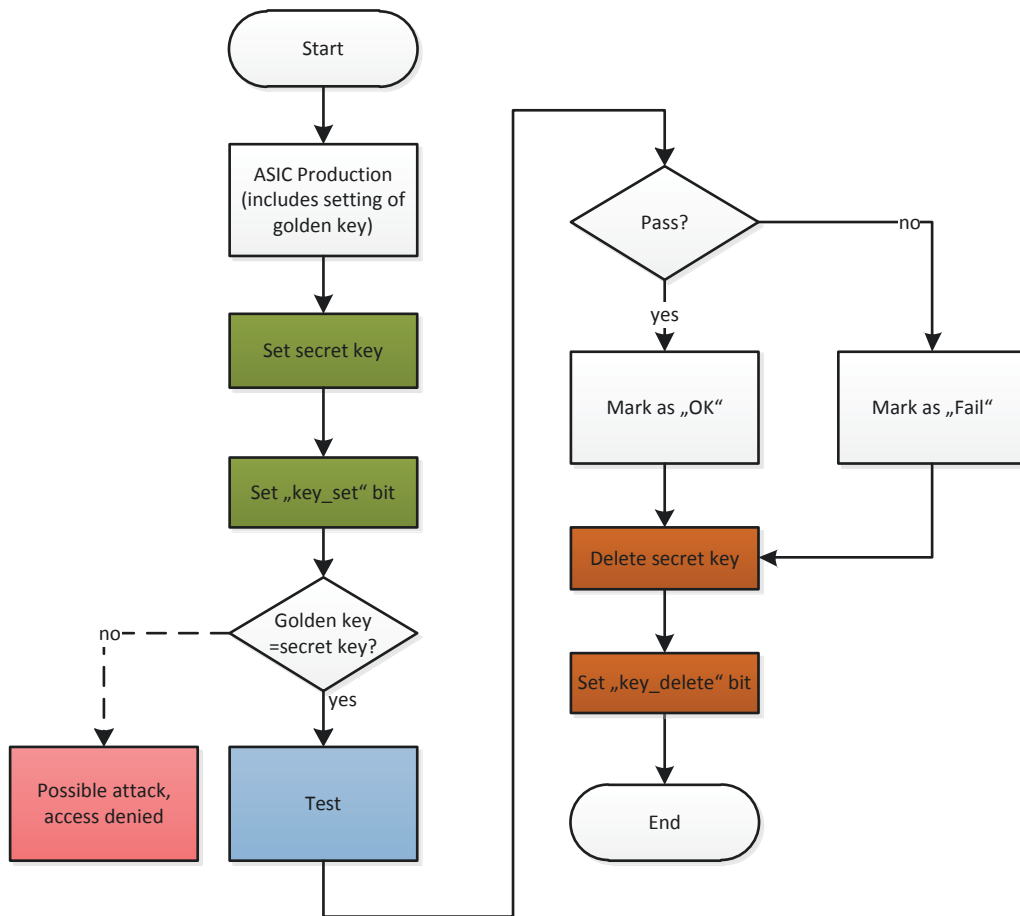 Start
ASIC Production
(includes setting of
golden key)
Set secret key
Set „key_set“ bit
Golden key
=secret key?
no
yes
Possible attack,
access denied
Test
Pass?
no
yes
Mark as „OK“
Mark as „Fail“
Delete secret key
Set „key_delete“ bit
End